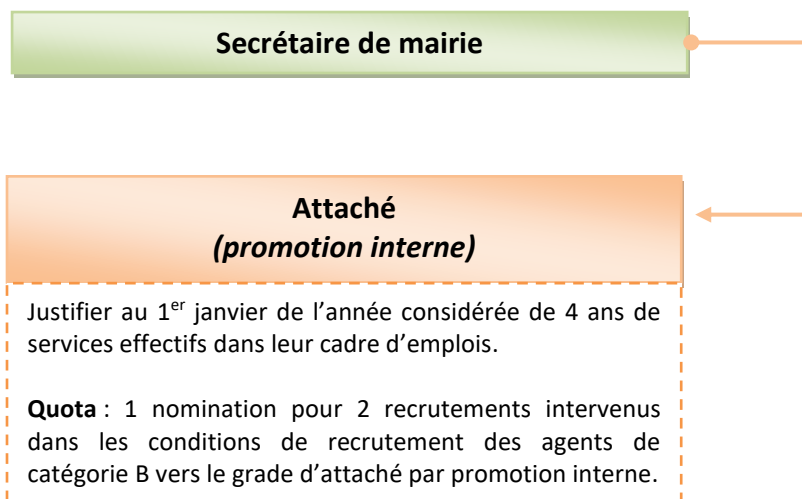 Secrétaire de mairie
Attaché
(promotion interne)
Justifier au 1er janvier de l’année considérée de 4 ans de
services effectifs dans leur cadre d’emplois.
Quota : 1 nomination pour 2 recrutements intervenus
dans les conditions de recrutement des agents de
catégorie B vers le grade d’attaché par promotion interne.